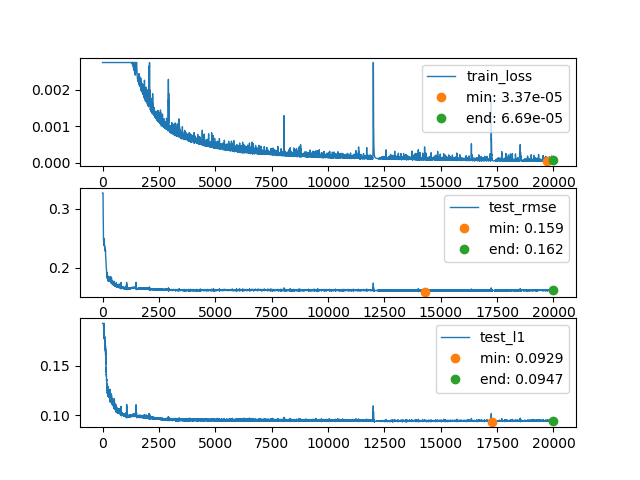 train_loss
min: 3.37e-05
end: 6.69e-05
0.002
0.001
0.000
0 2500 5000 7500 10000 12500 15000 17500 20000
test_rmse
min: 0.159
end: 0.162
0.3
0.2
0 2500 5000 7500 10000 12500 15000 17500 20000
test_l1
min: 0.0929
end: 0.0947
0.15
0.10
0 2500 5000 7500 10000 12500 15000 17500 20000